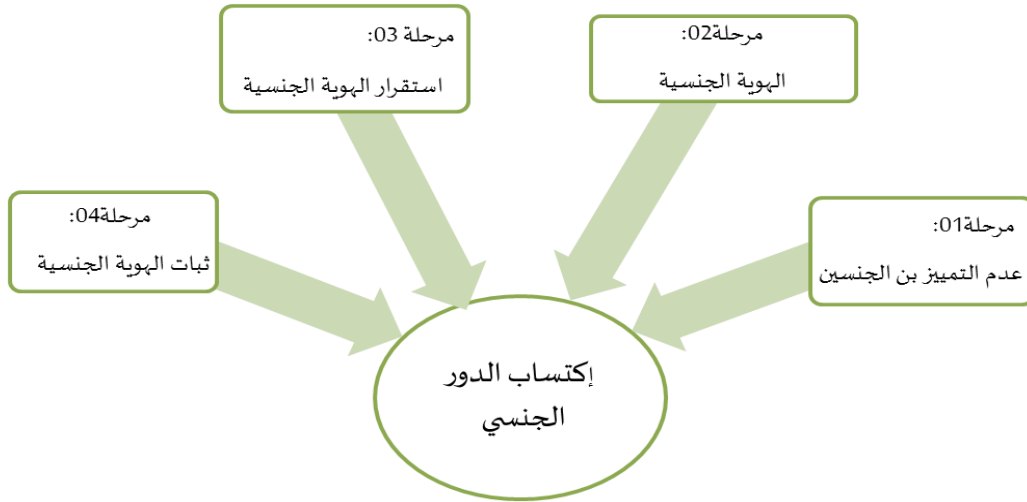 مرحلة01:
عدم التمييز بن الجنسين
مرحلة02:
الهوية الجنسية
مرحلة 03:
استقرار الهوية الجنسية
مرحلة04:
ثبات الهوية الجنسية
إكتساب الدور
الجنسي